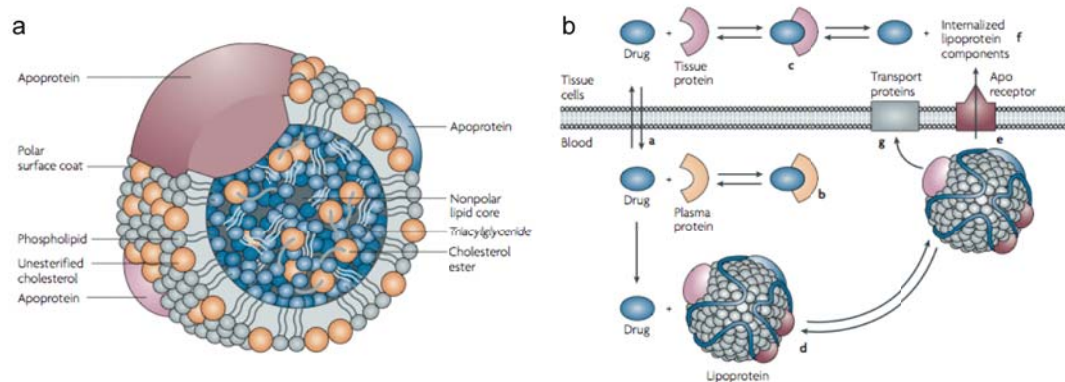 a
Apoprotein
Polar
surface coat
Phospholipid
Unesterified
cholesterol
Apoprotein
Apoprotein
Nonpolar
lipid core
Triacylglyceride
Cholesterol
ester
b
Drug
+
Tissue
protein
c
+
Internalized
lipoprotein
components
f
Tissue
cells
Transport
proteins
Apo
receptor
Blood
a
g
e
Drug
+
Plasma
protein
b
Drug
+
Lipoprotein
d